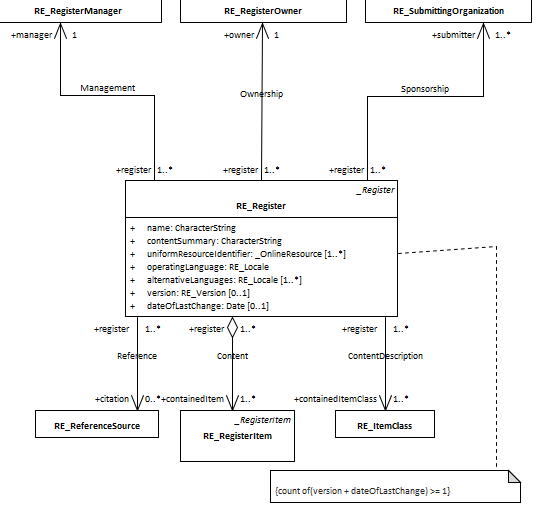 RE_RegisterManager
RE_RegisterOwner
RE_SubmittingOrganization
+manager 1
+owner 1
+submitter 1..*
Management
Ownership
Sponsorship
+register 1..*
+register 1..*
+register 1..*
_Register
RE_Register
+ name: CharacterString
+ contentSummary: CharacterString
+ uniformResourceIdentifier: _OnlineResource [1..*]
+ operatingLanguage: RE_Locale
+ alternativeLanguages: RE_Locale [1..*]
+ version: RE_Version [0..1]
+ dateOfLastChange: Date [0..1]
+register 1..*
+register 1..*
+register 1..*
Reference
Content
ContentDescription
+citation 0..*
+containedItem 1..*
+containedItemClass 1..*
RE_ReferenceSource
_RegisterItem
RE_RegisterItem
RE_ItemClass
{count of(version + dateOfLastChange) >= 1}